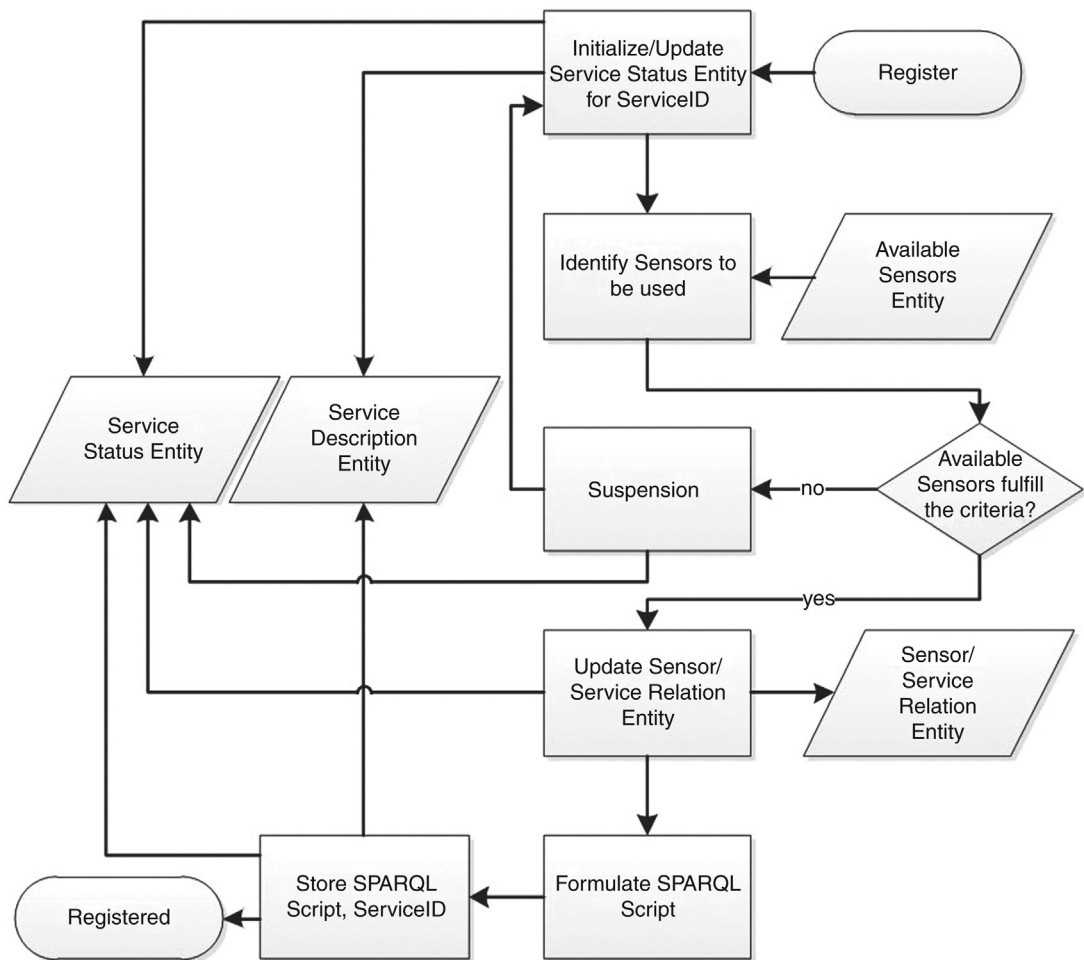 Initialize/Update
Service Status Entity
for ServiceID
Register
Identify Sensors to
be used
Available
Sensors
Entity
Service
Status Entity
Service
Description
Entity
Suspension
no
Available
Sensors fulfill
the criteria?
yes
Update Sensor/
Service Relation
Entity
Sensor/
Service
Relation
Entity
Registered
Store SPARQL
Script, ServiceID
Formulate SPARQL
Script